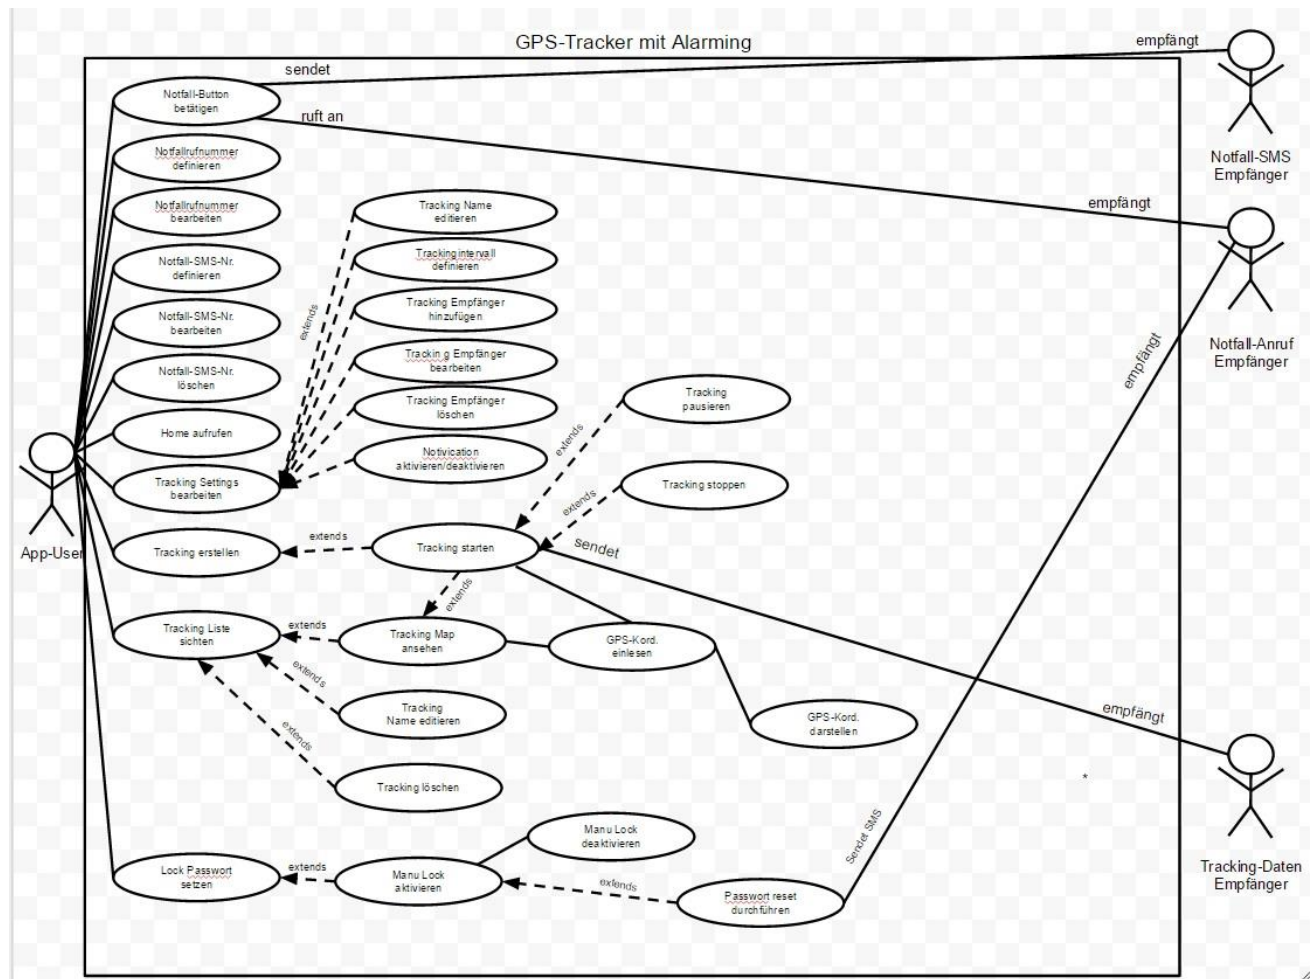 GPS-Tracker mit Alarming
empfängt
sendet
Notfall-Button
betätigen
ruft an
Notfall-SMS
Empfänger
Notfallrufnummer
definieren
Notfallrufnummer
bearbeiten
Tracking Name
editieren
empfängt
Notfall-SMS-Nr.
definieren
Trackingintervall
definieren
extends
Tracking Empfänger
hinzufügen
Notfall-SMS-Nr.
bearbeiten
Notfall-Anruf
Empfänger
empfängt
Trackin g Empfänger
bearbeiten
Notfall-SMS-Nr.
löschen
Tracking Empfänger
löschen
Tracking
pausieren
Home aufrufen
Notivication
aktivieren/deaktivieren
extends
Tracking Settings
bearbeiten
Tracking stoppen
extends
App-User
Tracking erstellen
extends
Tracking starten
sendet
extends
Tracking Liste
sichten
extends
Tracking Map
ansehen
GPS-Kord.
einlesen
extends
Tracking
Name editieren
GPS-Kord.
darstellen
empfängt
extends
Tracking löschen
*
Manu Lock
deaktivieren
Sendet SMS
Lock Passwort
setzen
extends
Manu Lock
aktivieren
extends
Passwort reset
durchführen
Tracking-Daten
Empfänger